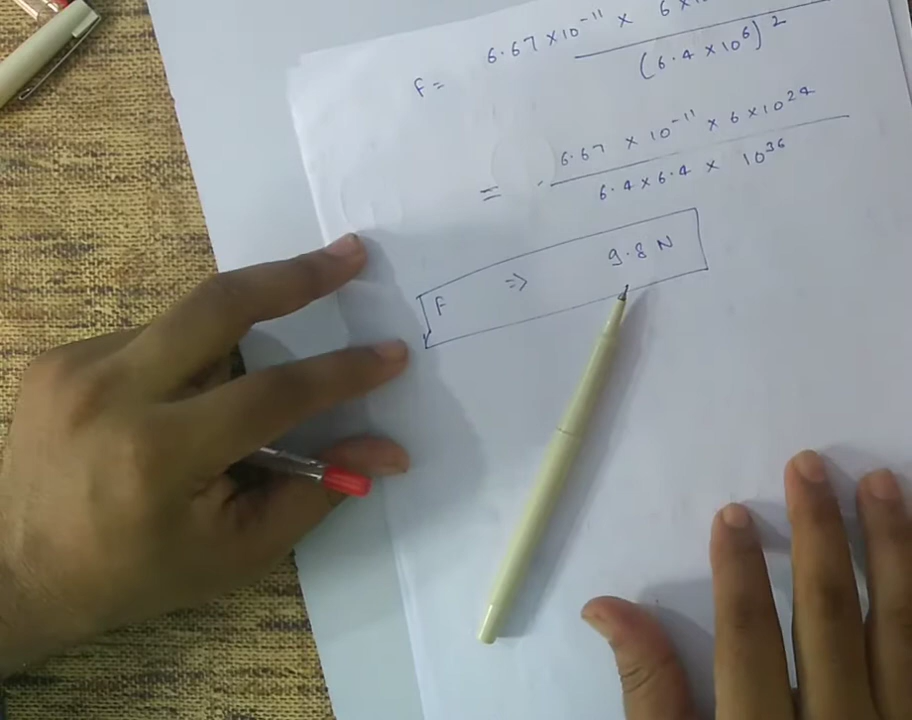 F = 6.67 × 10⁻¹¹ × 6 × / (6.4 × 10⁶)²
= 6.67 × 10⁻¹¹ × 6 × 10²⁴ / 6.4 × 6.4 × 10³⁶
F ⇒ 9.8 N